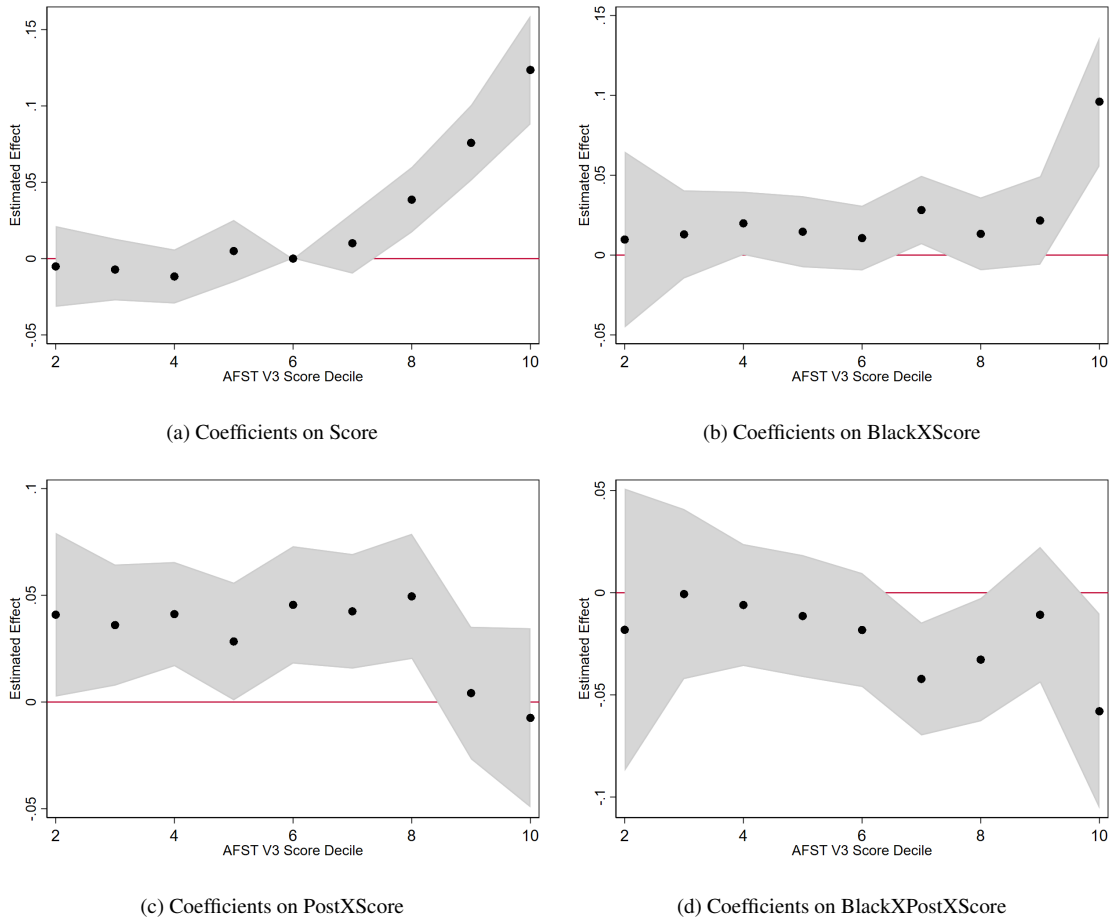 .15
.1
.05
0
-.05
Estimated Effect
2 4 6 8 10
AFST V3 Score Decile
(a) Coefficients on Score
.15
.1
.05
0
-.05
Estimated Effect
2 4 6 8 10
AFST V3 Score Decile
(b) Coefficients on BlackXScore
.1
.05
0
-.05
Estimated Effect
2 4 6 8 10
AFST V3 Score Decile
(c) Coefficients on PostXScore
.05
0
-.05
-.1
Estimated Effect
2 4 6 8 10
AFST V3 Score Decile
(d) Coefficients on BlackXPostXScore